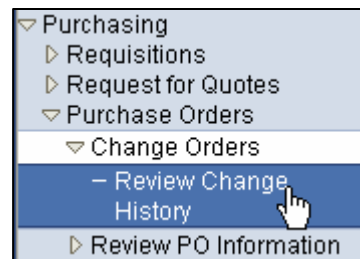 Purchasing
Requisitions
Request for Quotes
Purchase Orders
Change Orders
– Review Change
History
Review PO Information